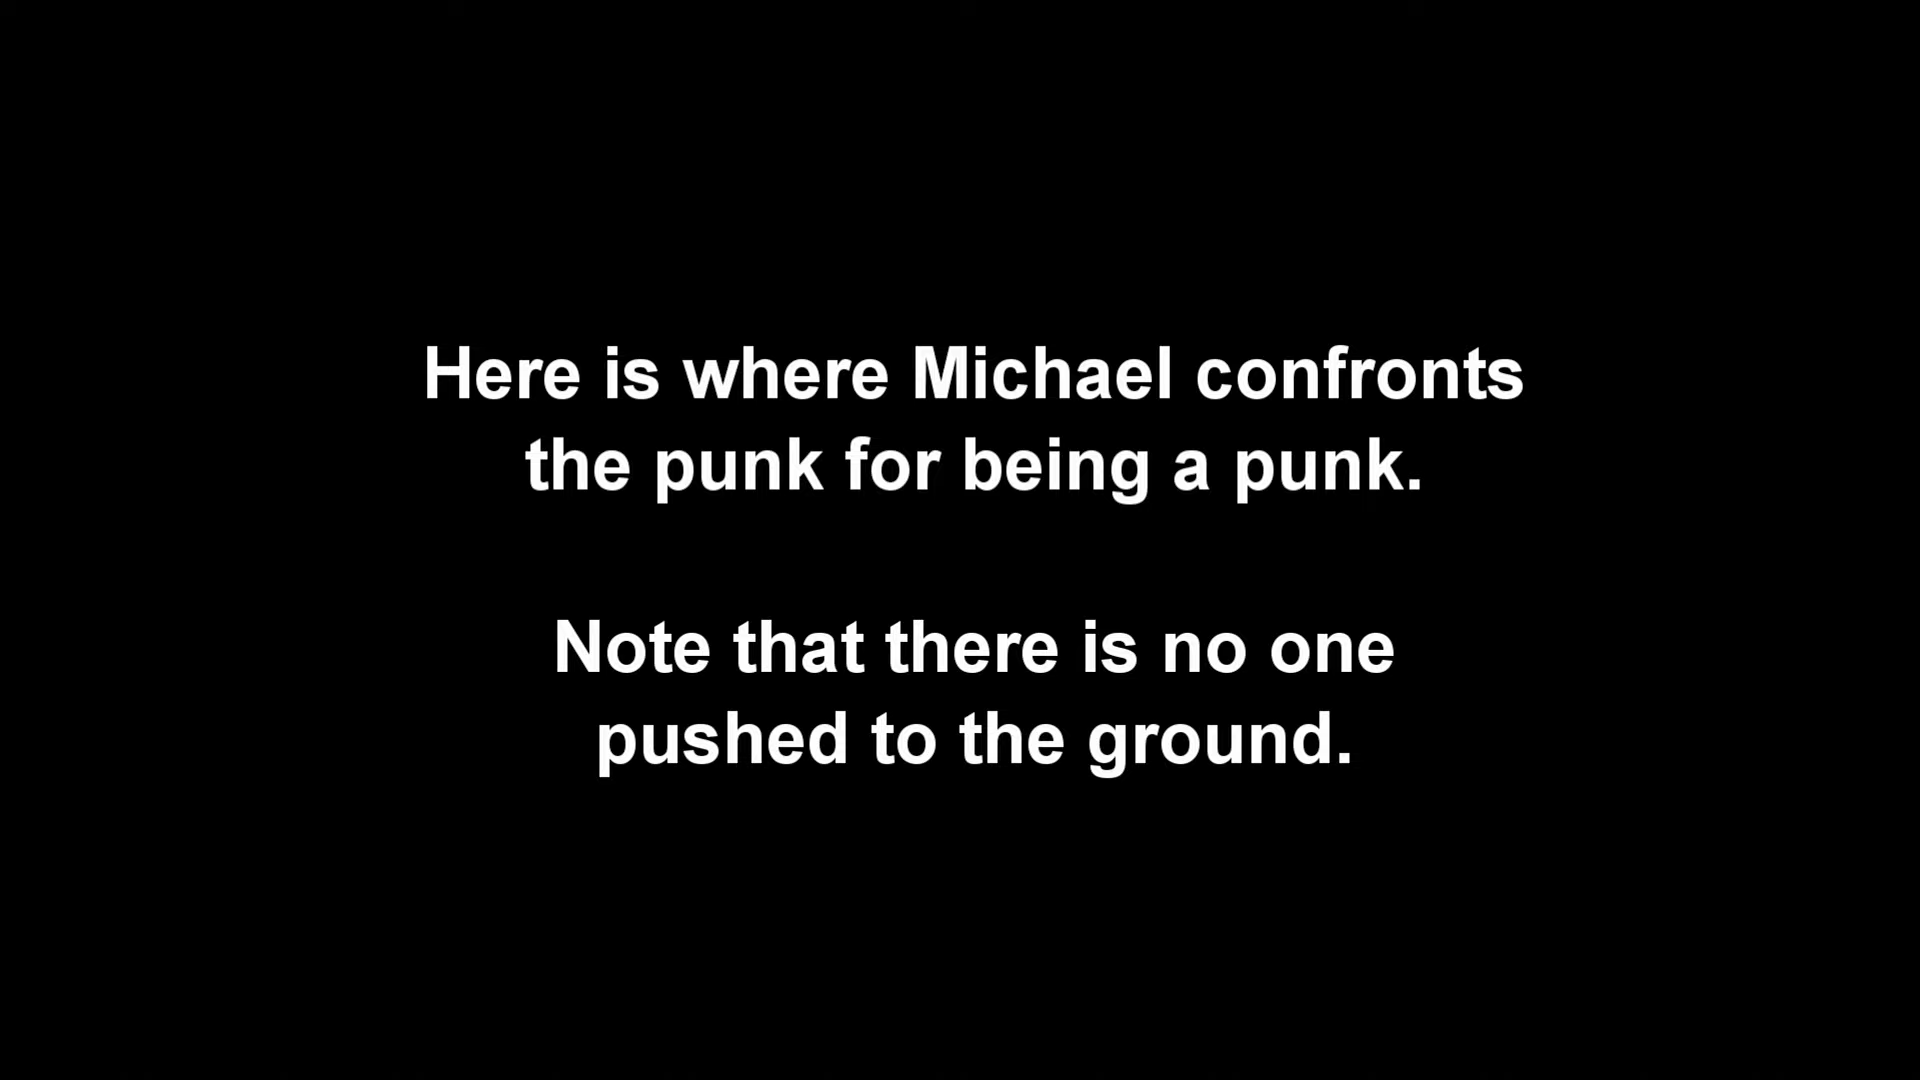 Here is where Michael confronts
the punk for being a punk.
Note that there is no one
pushed to the ground.